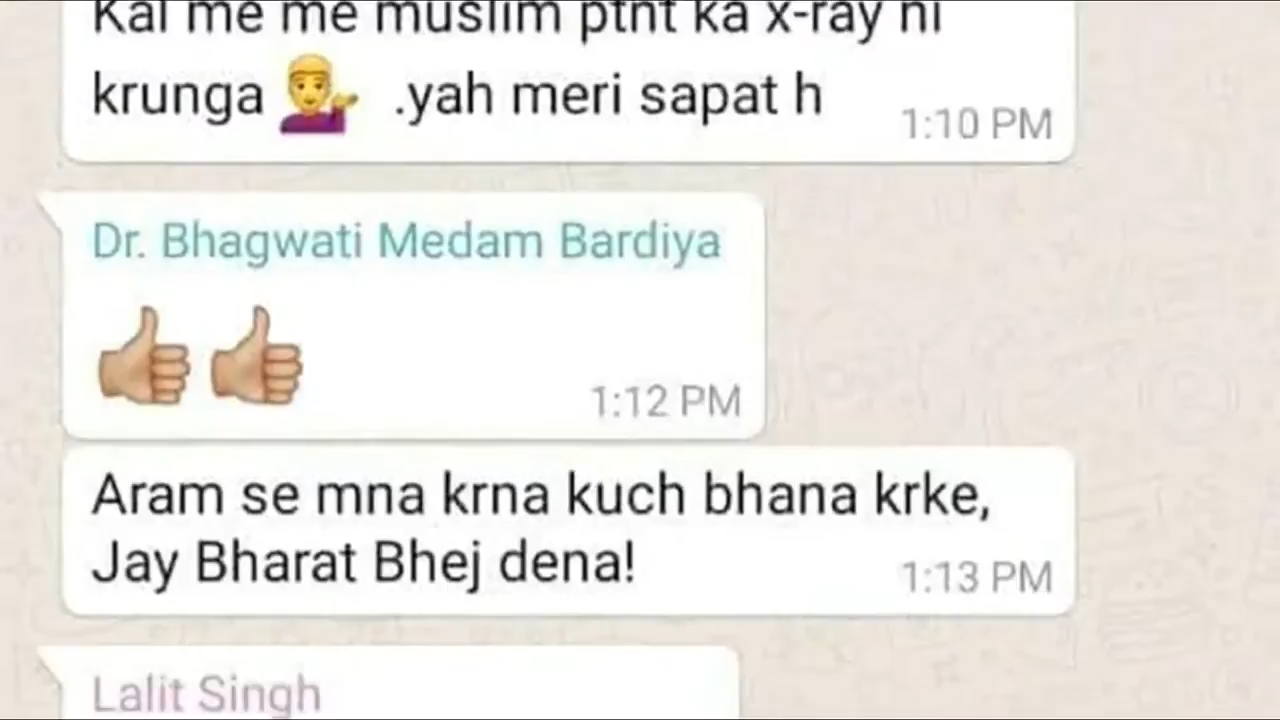 Kal me me muslim ptnt ka x-ray ni
krunga 💁‍♂️ .yah meri sapat h
1:10 PM
Dr. Bhagwati Medam Bardiya
👍🏼👍🏼
1:12 PM
Aram se mna krna kuch bhana krke,
Jay Bharat Bhej dena!
1:13 PM
Lalit Singh